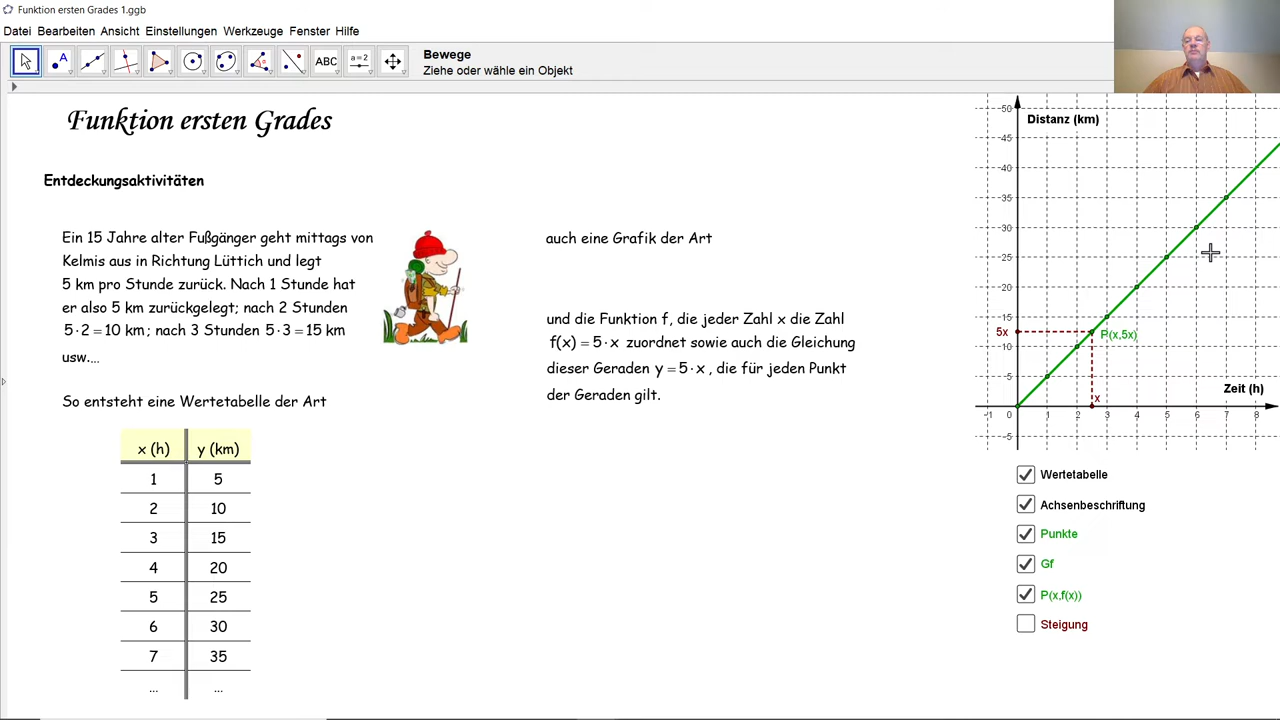 Funktion ersten Grades 1.ggb
Datei Bearbeiten Ansicht Einstellungen Werkzeuge Fenster Hilfe
A
ABC
a=2
Bewege
Ziehe oder wähle ein Objekt
Funktion ersten Grades
Entdeckungsaktivitäten
Ein 15 Jahre alter Fußgänger geht mittags von
Kelmis aus in Richtung Lüttich und legt
5 km pro Stunde zurück. Nach 1 Stunde hat
er also 5 km zurückgelegt; nach 2 Stunden
5·2=10 km; nach 3 Stunden 5·3=15 km
usw.…
So entsteht eine Wertetabelle der Art
x (h) y (km)
1 5
2 10
3 15
4 20
5 25
6 30
7 35
... ...
auch eine Grafik der Art
und die Funktion f, die jeder Zahl x die Zahl
f(x)=5·x zuordnet sowie auch die Gleichung
dieser Geraden y=5·x, die für jeden Punkt
der Geraden gilt.
50
Distanz (km)
45
40
35
30
25
20
15
5x
P(x,5x)
10
5
Zeit (h)
x
-1 0 1 2 3 4 5 6 7 8
-5
Wertetabelle
Achsenbeschriftung
Punkte
Gf
P(x,f(x))
Steigung